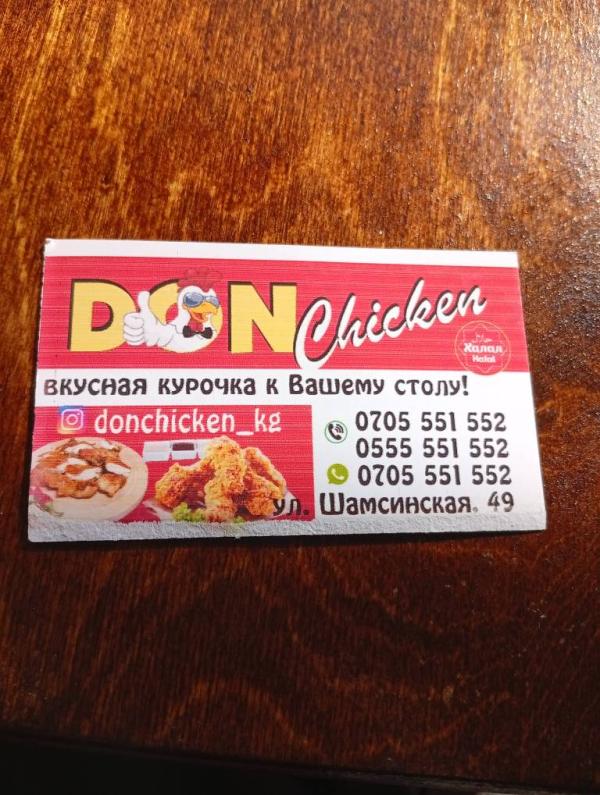 DON Chicken
Халал
Halal
вкусная курочка к Вашему столу!
donchicken_kg
0705 551 552
0555 551 552
0705 551 552
ул. Шамсинская. 49